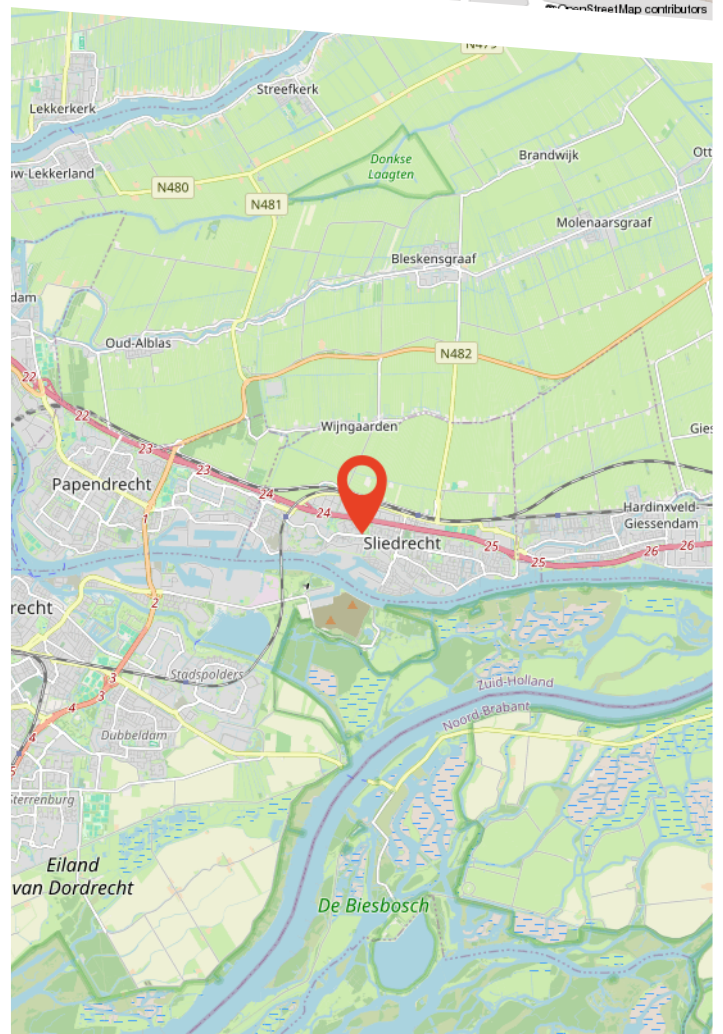 OpenStreetMap contributors
N479
Streefkerk
Lekkerkerk
Donkse
Laagten
Brandwijk
Ott
uw-Lekkerland
N480
N481
Molenaarsgraaf
Bleskensgraaf
dam
Oud-Alblas
N482
22
22
Wijngaarden
Gies
23
23
Papendrecht
24
24
Hardinxveld-
Giessendam
1
Sliedrecht
25
25
26
26
2
recht
Stadspolders
3
3
4
4
Zuid-Holland
Noord-Brabant
Dubbeldam
Sterrenburg
Eiland
van Dordrecht
De Biesbosch